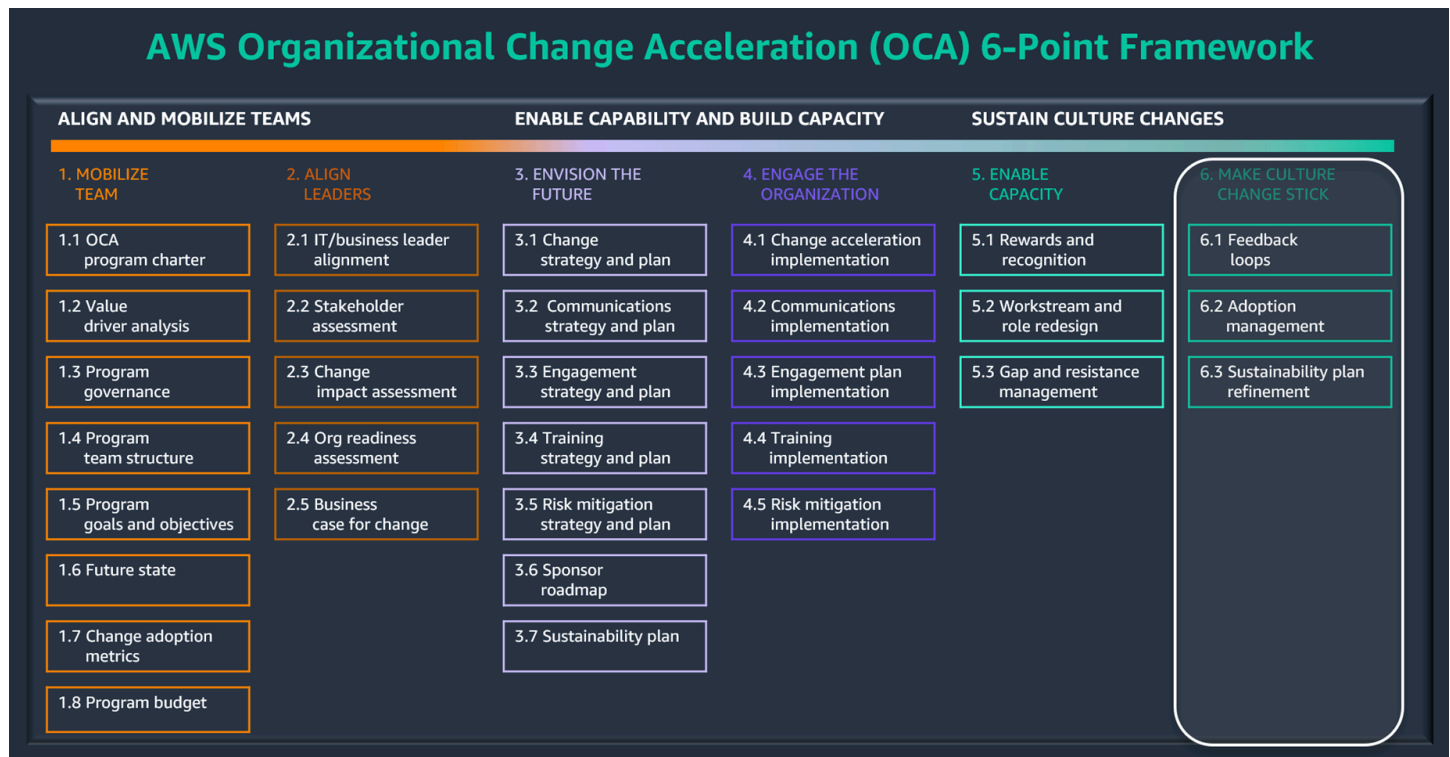 AWS Organizational Change Acceleration (OCA) 6-Point Framework
ALIGN AND MOBILIZE TEAMS
ENABLE CAPABILITY AND BUILD CAPACITY
SUSTAIN CULTURE CHANGES
1. MOBILIZE
TEAM
1.1 OCA
program charter
1.2 Value
driver analysis
1.3 Program
governance
1.4 Program
team structure
1.5 Program
goals and objectives
1.6 Future state
1.7 Change adoption
metrics
1.8 Program budget
2. ALIGN
LEADERS
2.1 IT/business leader
alignment
2.2 Stakeholder
assessment
2.3 Change
impact assessment
2.4 Org readiness
assessment
2.5 Business
case for change
3. ENVISION THE
FUTURE
3.1 Change
strategy and plan
3.2 Communications
strategy and plan
3.3 Engagement
strategy and plan
3.4 Training
strategy and plan
3.5 Risk mitigation
strategy and plan
3.6 Sponsor
roadmap
3.7 Sustainability plan
4. ENGAGE THE
ORGANIZATION
4.1 Change acceleration
implementation
4.2 Communications
implementation
4.3 Engagement plan
implementation
4.4 Training
implementation
4.5 Risk mitigation
implementation
5. ENABLE
CAPACITY
5.1 Rewards and
recognition
5.2 Workstream and
role redesign
5.3 Gap and resistance
management
6. MAKE CULTURE
CHANGE STICK
6.1 Feedback
loops
6.2 Adoption
management
6.3 Sustainability plan
refinement